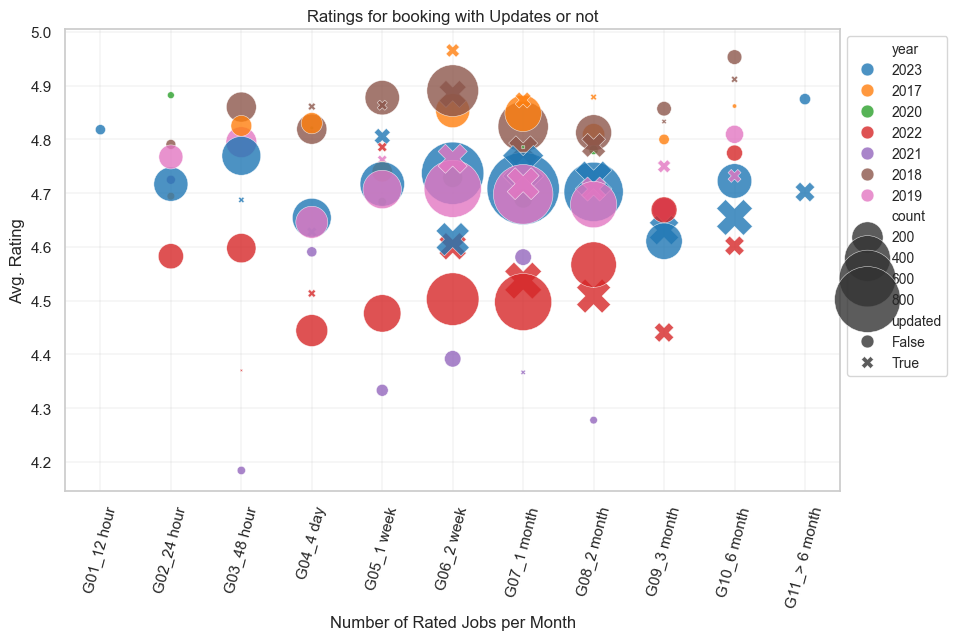 Ratings for booking with Updates or not
Avg. Rating
5.0
4.9
4.8
4.7
4.6
4.5
4.4
4.3
4.2
G01_12 hour
G02_24 hour
G03_48 hour
G04_4 day
G05_1 week
G06_2 week
G07_1 month
G08_2 month
G09_3 month
G10_6 month
G11_> 6 month
Number of Rated Jobs per Month
year
2023
2017
2020
2022
2021
2018
2019
count
200
400
600
800
updated
False
True